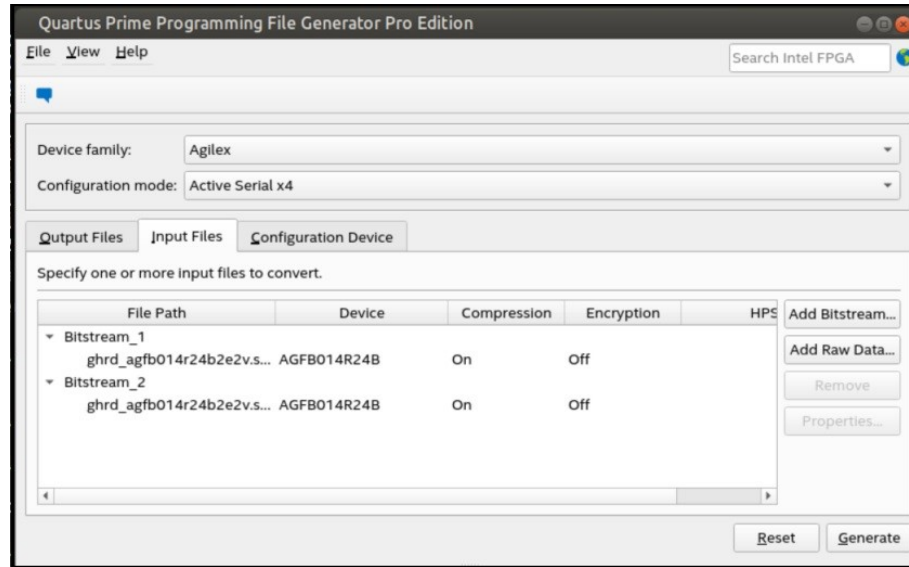 Quartus Prime Programming File Generator Pro Edition
File View Help
Search Intel FPGA
Device family: Agilex
Configuration mode: Active Serial x4
Output Files Input Files Configuration Device
Specify one or more input files to convert.
File Path Device Compression Encryption HPS
Add Bitstream...
Bitstream_1
ghrd_agfb014r24b2e2v.s... AGFB014R24B On Off
Add Raw Data...
Bitstream_2
Remove
ghrd_agfb014r24b2e2v.s... AGFB014R24B On Off
Properties...
Reset Generate